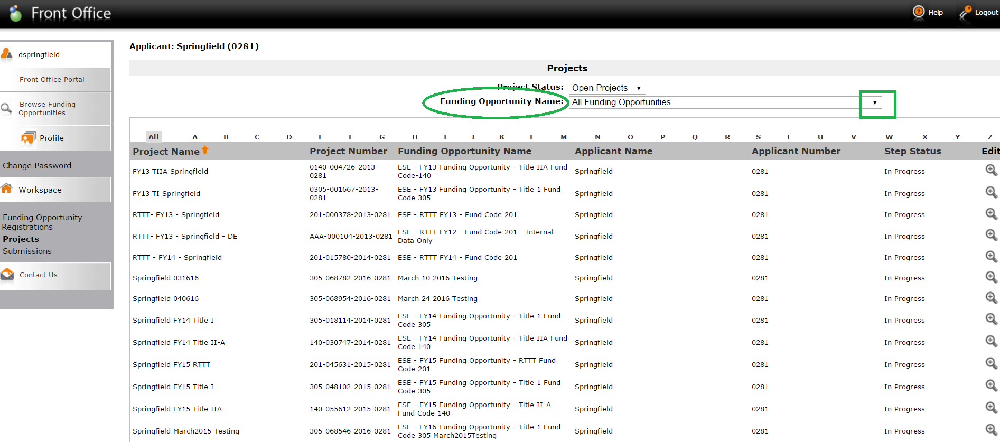 Front Office
Help
Logout
dspringfield
Front Office Portal
Browse Funding
Opportunities
Profile
Change Password
Workspace
Funding Opportunity
Registrations
Projects
Submissions
Contact Us
Applicant: Springfield (0281)
Projects
Project Status: Open Projects
Funding Opportunity Name: All Funding Opportunities
All A B C D E F G H I J K L M N O P Q R S T U V W X Y Z
Project Name Project Number Funding Opportunity Name Applicant Name Applicant Number Step Status Edit
FY13 TIIA Springfield 0140-004726-2013- ESE - FY13 Funding Opportunity - Title IIA Fund Springfield 0281 In Progress
0281 Code-140
FY13 TI Springfield 0305-001667-2013- ESE - FY13 Funding Opportunity - Title 1 Fund Springfield 0281 In Progress
0281 Code 305
RTTT- FY13 - Springfield 201-000378-2013-0281 ESE - RTTT FY13 - Fund Code 201 Springfield 0281 In Progress
RTTT- FY13 - Springfield - DE AAA-000104-2013-0281 ESE - RTTT FY12 - Fund Code 201 - Internal Springfield 0281 In Progress
Data Only
RTTT - FY14 - Springfield 201-015780-2014-0281 ESE - RTTT FY14 - Fund Code 201 Springfield 0281 In Progress
Springfield 031616 305-068782-2016-0281 March 10 2016 Testing Springfield 0281 In Progress
Springfield 040616 305-068954-2016-0281 March 24 2016 Testing Springfield 0281 In Progress
Springfield FY14 Title I 305-018114-2014-0281 ESE - FY14 Funding Opportunity - Title 1 Fund Springfield 0281 In Progress
Code 305
Springfield FY14 Title II-A 140-030747-2014-0281 ESE - FY14 Funding Opportunity - Title IIA Fund Springfield 0281 In Progress
Code 140
Springfield FY15 RTTT 201-045631-2015-0281 ESE - FY15 Funding Opportunity - RTTT Fund Springfield 0281 In Progress
Code 201
Springfield FY15 Title I 305-048102-2015-0281 ESE - FY15 Funding Opportunity - Title 1 Fund Springfield 0281 In Progress
Code 305
Springfield FY15 Title IIA 140-055612-2015-0281 ESE - FY15 Funding Opportunity - Title II-A Springfield 0281 In Progress
Fund Code 140
Springfield March2015 Testing 305-068546-2016-0281 ESE - FY16 Funding Opportunity - Title 1 Fund Springfield 0281 In Progress
Code 305 March2015Testing